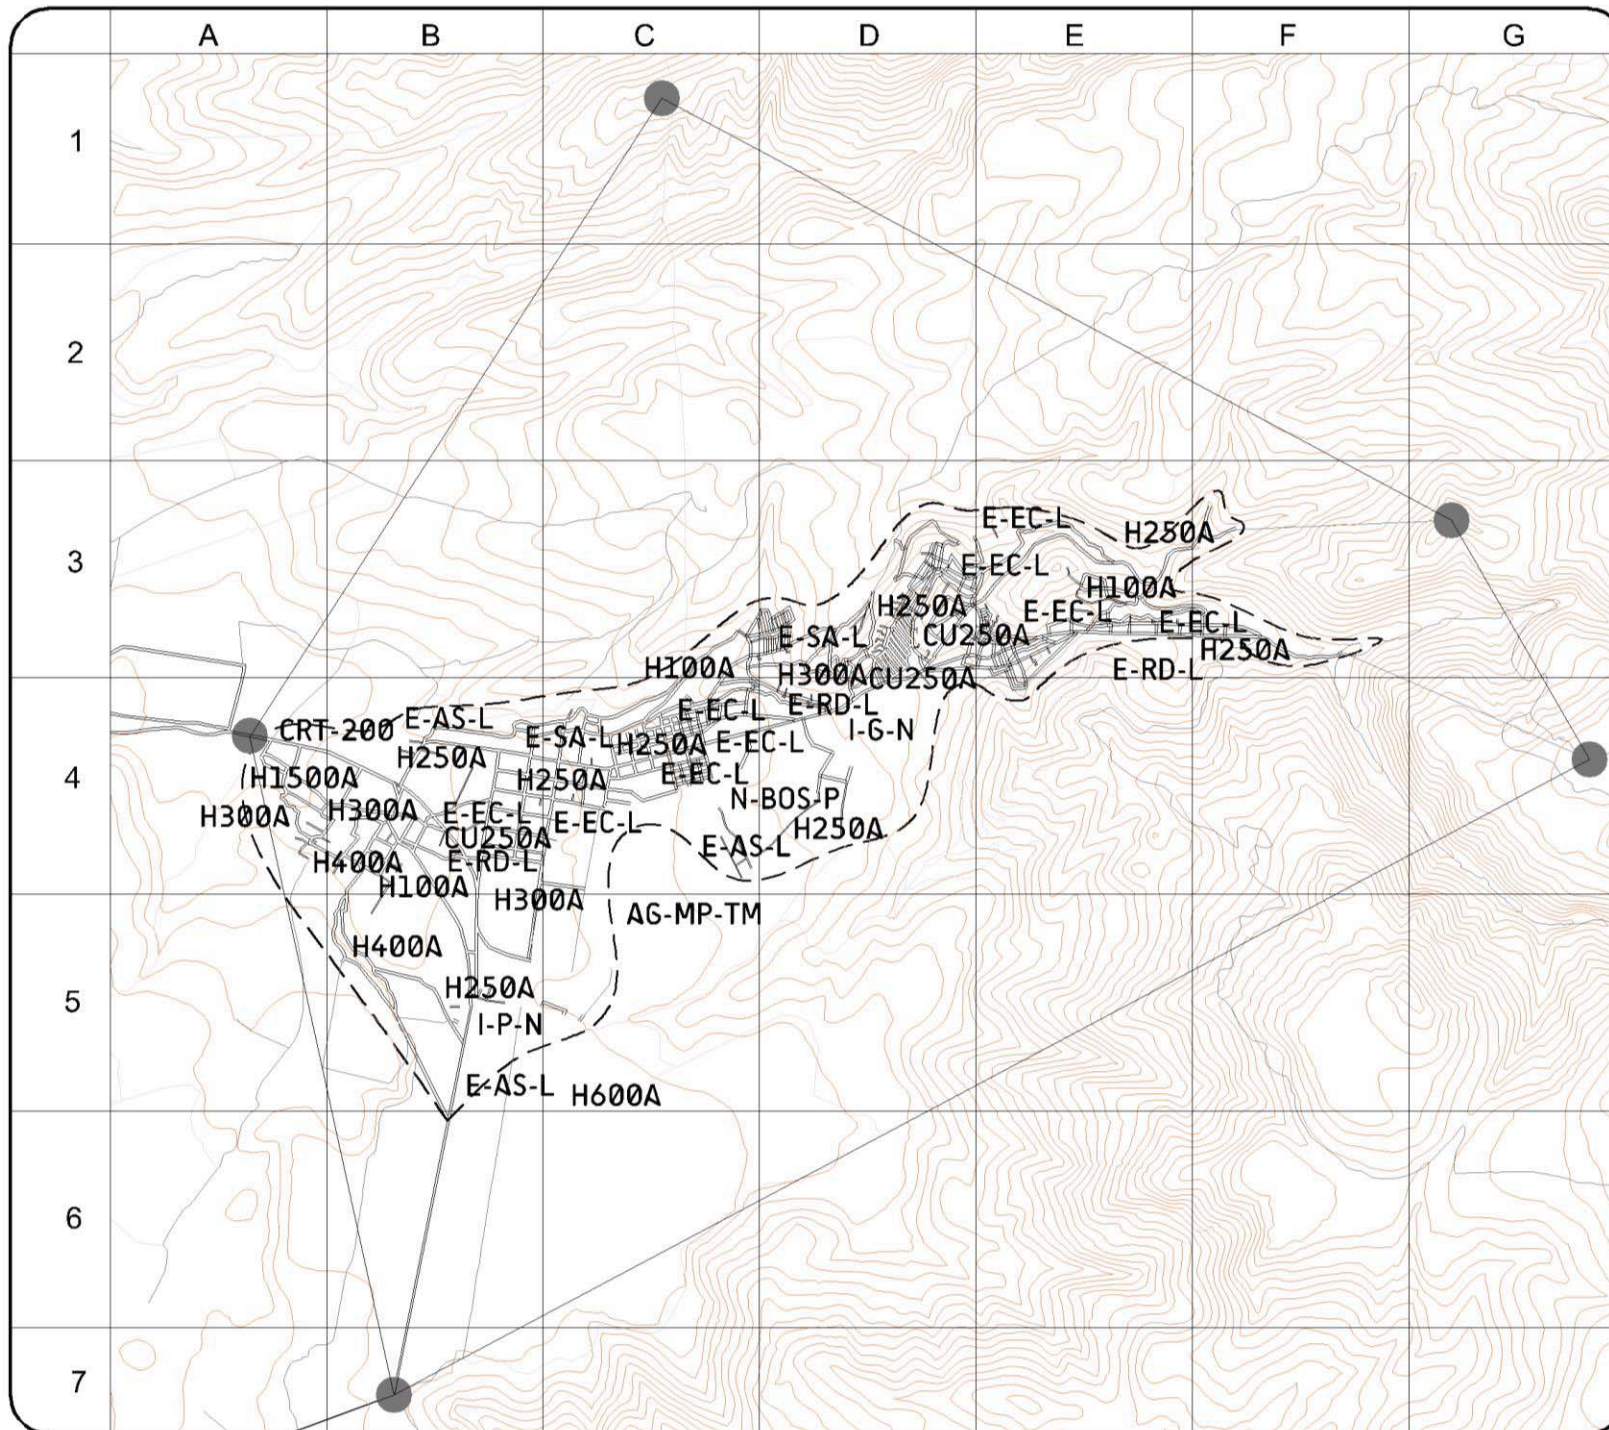 A B C D E F G
1
2
3
E-EC-L
H250A
E-EC-L
H100A
H250A
E-EC-L
E-EC-L
E-SA-L
CU250A
H250A
H100A
H300A
CU250A
E-RD-L
E-EC-L
E-RD-L
E-AS-L
I-G-N
CRT-200
E-SA-L
H250A
E-EC-L
H250A
4
H1500A
H250A
E-EC-L
N-BOS-P
H300A
H300A
E-EC-L
E-EC-L
H250A
CU250A
E-AS-L
H400A
E-RD-L
H100A
H300A
AG-MP-TM
H400A
H250A
5
I-P-N
E-AS-L
H600A
6
7